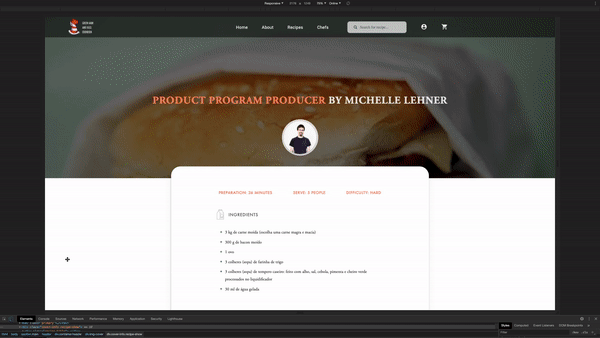 Home About Recipes Chefs Search for recipe...
PRODUCT PROGRAM PRODUCER BY MICHELLE LEHNER
PREPARATION: 26 MINUTES SERVE: 5 PEOPLE DIFFICULTY: HARD
INGREDIENTS
3 kg de carne moída (escolha uma carne magra e macia)
300 g de bacon moído
1 ovo
3 colheres (sopa) de farinha de trigo
3 colheres (sopa) de tempero caseiro: feito com alho, sal, cebola, pimenta e cheiro verde
processados no liquidificador
30 ml de água gelada
Elements Console Sources Network Performance Memory Application Security Lighthouse
Styles Computed Event Listeners DOM Breakpoints